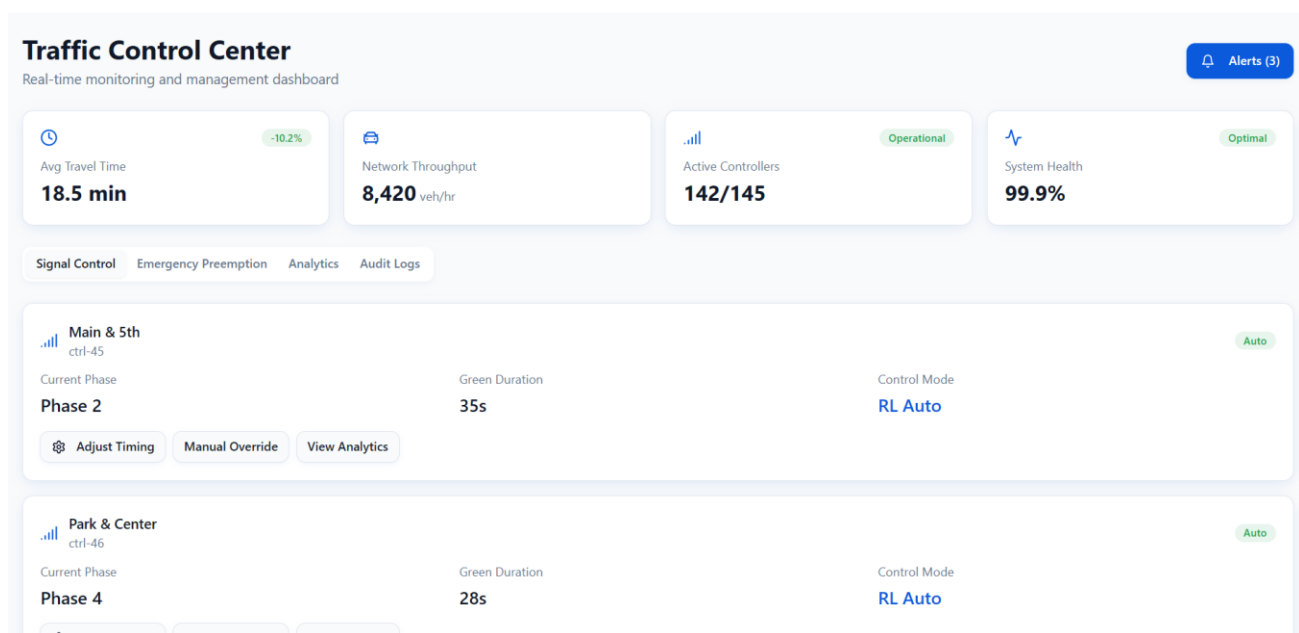 Traffic Control Center
Real-time monitoring and management dashboard
Alerts (3)
-10.2%
Avg Travel Time
18.5 min
Network Throughput
8,420 veh/hr
Operational
Active Controllers
142/145
Optimal
System Health
99.9%
Signal Control Emergency Preemption Analytics Audit Logs
Main & 5th
ctrl-45
Auto
Current Phase
Phase 2
Green Duration
35s
Control Mode
RL Auto
Adjust Timing Manual Override View Analytics
Park & Center
ctrl-46
Auto
Current Phase
Phase 4
Green Duration
28s
Control Mode
RL Auto